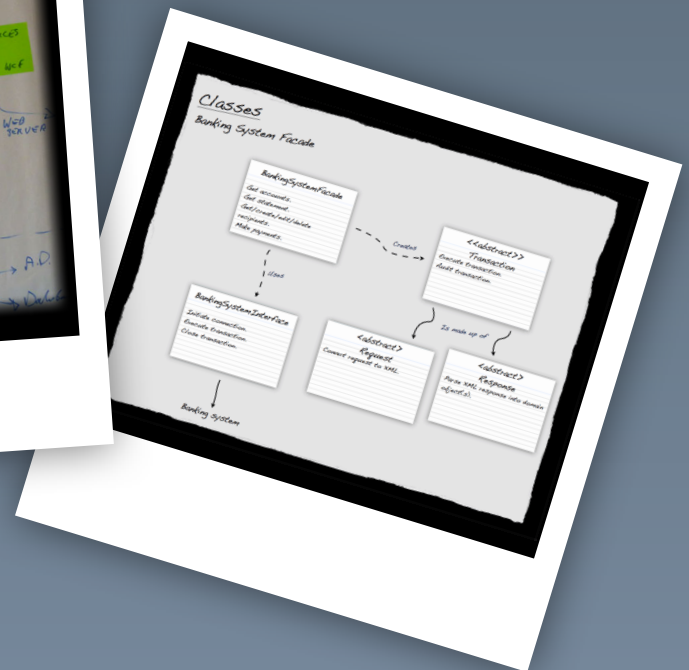 CES
WCF
WEB
SERVER
A.D.
Classes
Banking System Facade
BankingSystemFacade
Get accounts.
Get statement.
Get/create/edit/delete
recipients.
Make payments.
Creates
<<abstract>>
Transaction
Execute transaction.
Audit transaction.
Uses
BankingSystemInterface
Initiate connection.
Execute transaction.
Close transaction.
Is made up of
<abstract>
Request
Convert request to XML.
<abstract>
Response
Parse XML response into domain
object(s).
Banking system